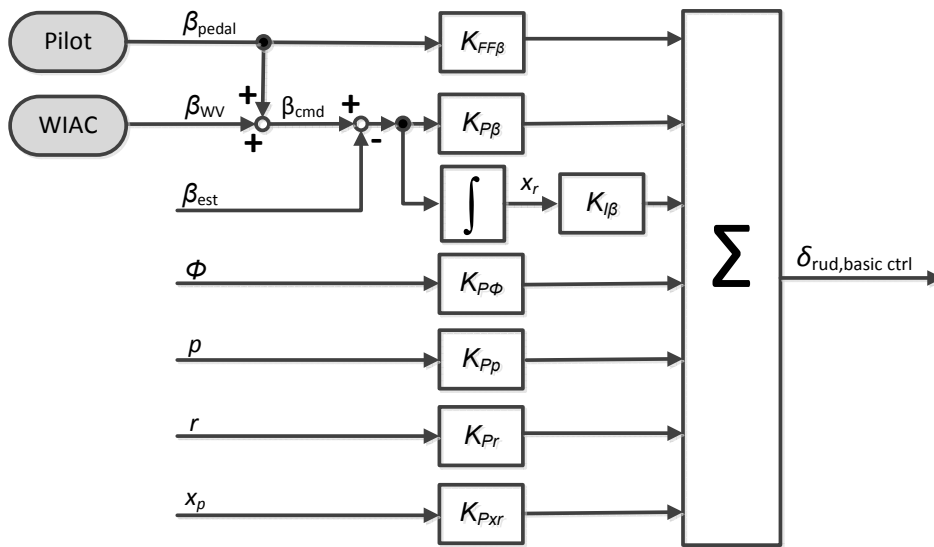 Pilot
β_pedal
K_FFβ
WIAC
β_WV
+
+
β_cmd
+
-
K_Pβ
β_est
∫
x_r
K_Iβ
Σ
δ_rud,basic ctrl
Φ
K_PΦ
p
K_Pp
r
K_Pr
x_p
K_Pxr